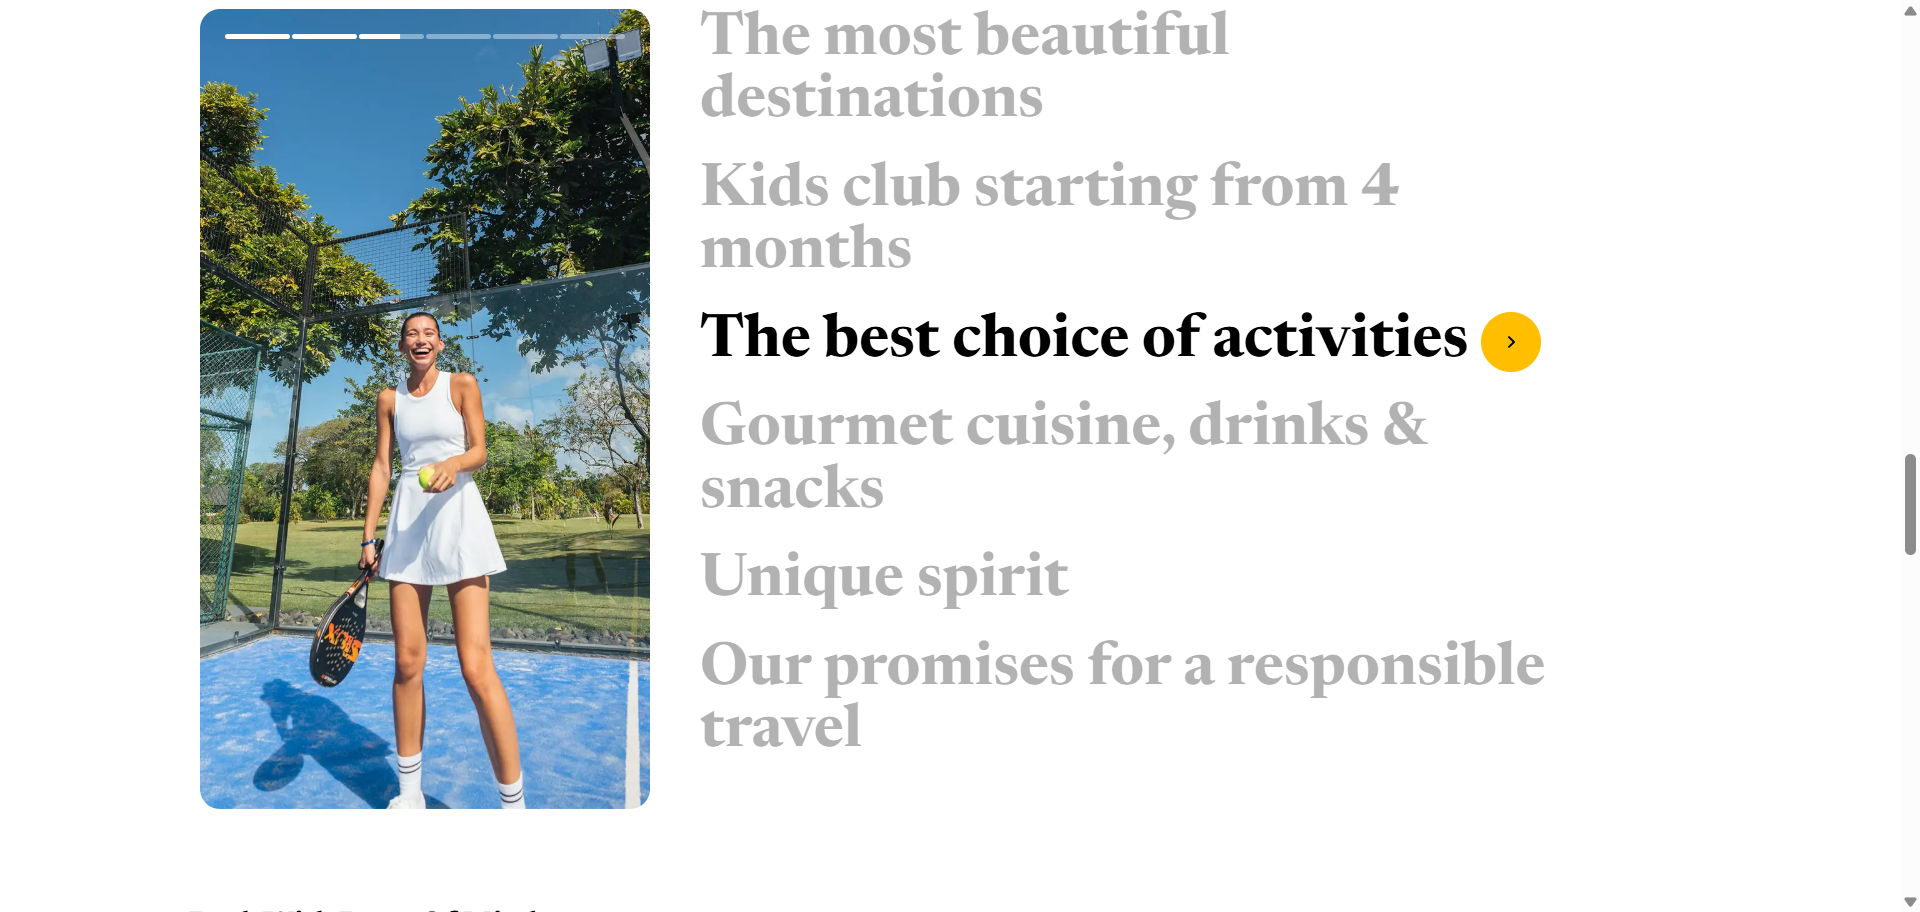 The most beautiful
destinations
Kids club starting from 4
months
The best choice of activities
Gourmet cuisine, drinks &
snacks
Unique spirit
Our promises for a responsible
travel